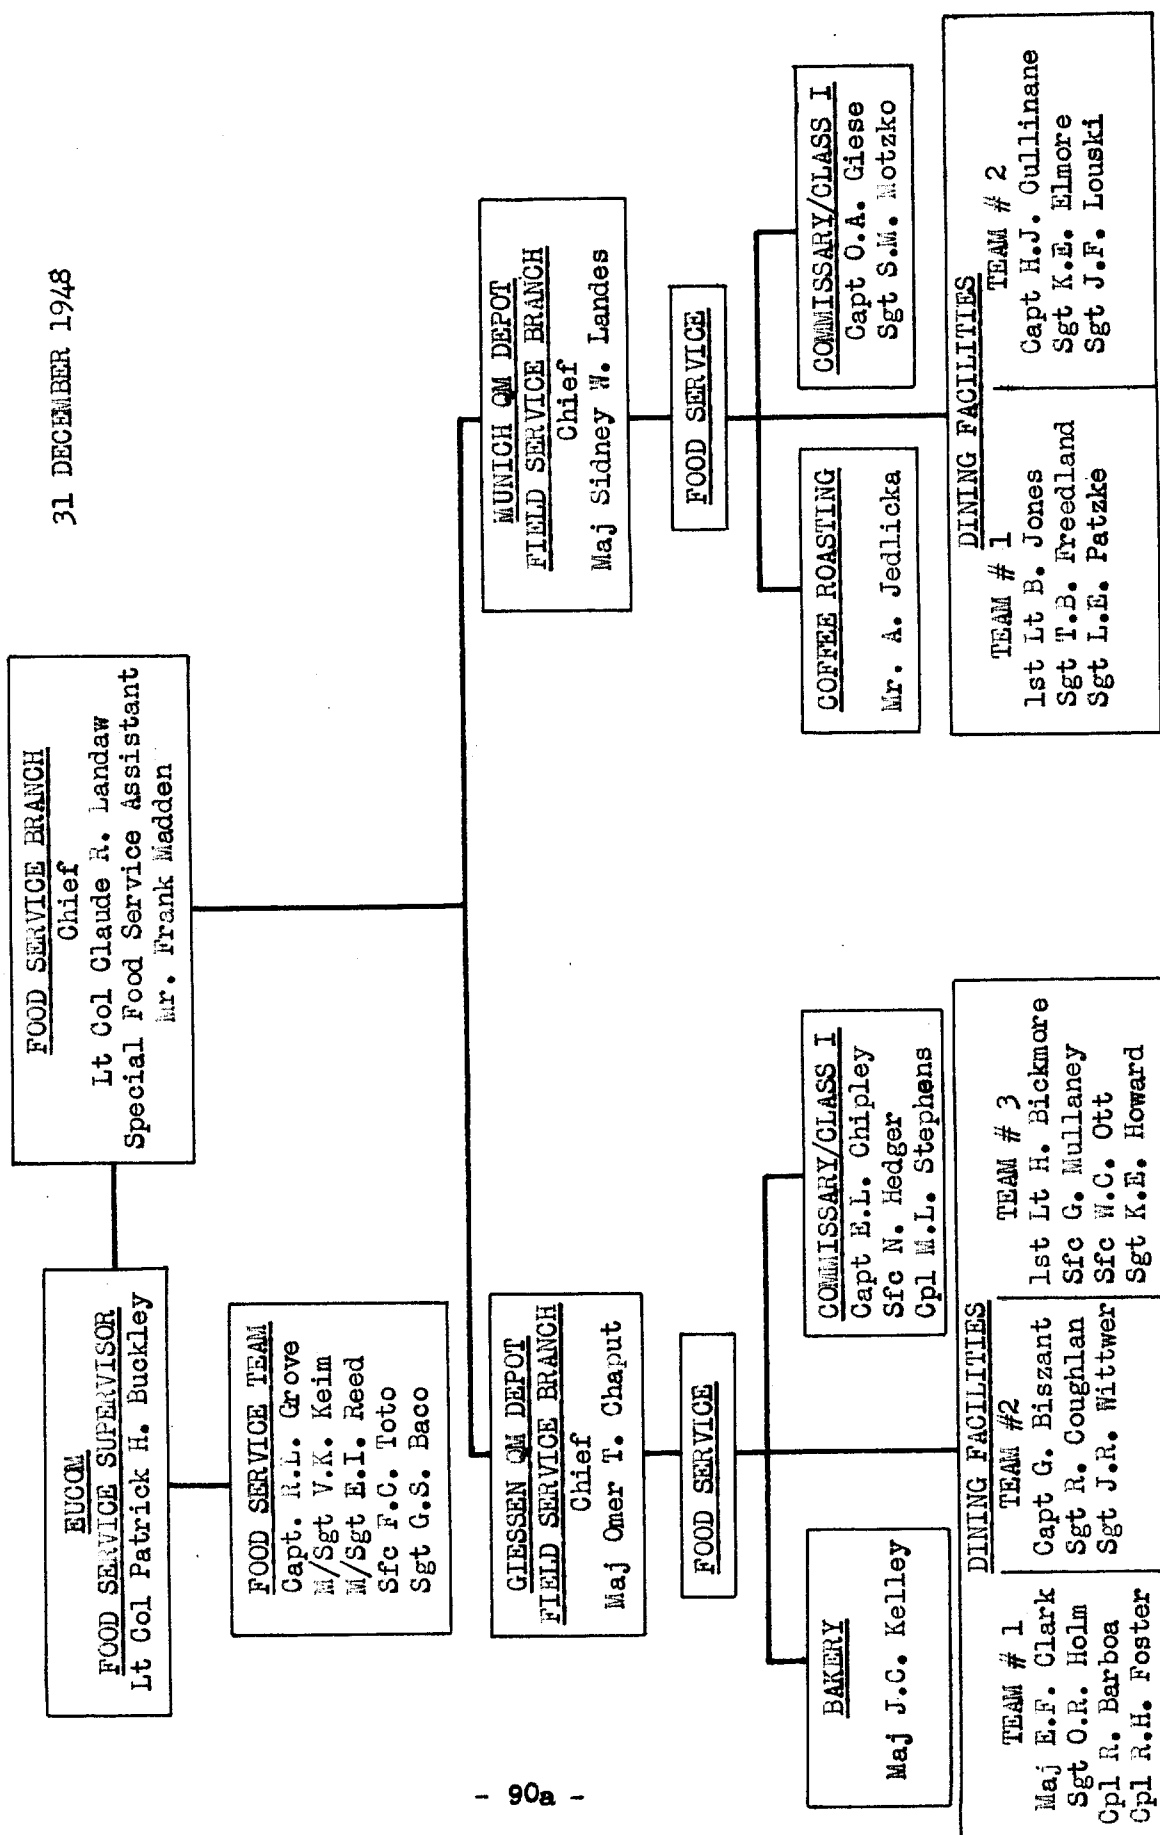 31 DECEMBER 1948
FOOD SERVICE BRANCH
Chief
Lt Col Claude R. Landaw
Special Food Service Assistant
Mr. Frank Madden
EUCOM
FOOD SERVICE SUPERVISOR
Lt Col Patrick H. Buckley
FOOD SERVICE TEAM
Capt. R.L. Grove
M/Sgt V.K. Keim
M/Sgt E.I. Reed
Sfc F.C. Toto
Sgt G.S. Baco
GIESSEN QM DEPOT
FIELD SERVICE BRANCH
Chief
Maj Omer T. Chaput
FOOD SERVICE
BAKERY
Maj J.C. Kelley
COMMISSARY/CLASS I
Capt E.L. Chipley
Sfc N. Hedger
Cpl M.L. Stephens
DINING FACILITIES
TEAM # 1
Maj E.F. Clark
Sgt O.R. Holm
Cpl R. Barboa
Cpl R.H. Foster
TEAM #2
Capt G. Biszant
Sgt R. Coughlan
Sgt J.R. Wittwer
TEAM # 3
1st Lt H. Bickmore
Sfc G. Mullaney
Sfc W.C. Ott
Sgt K.E. Howard
MUNICH QM DEPOT
FIELD SERVICE BRANCH
Chief
Maj Sidney W. Landes
FOOD SERVICE
COFFEE ROASTING
Mr. A. Jedlicka
COMMISSARY/CLASS I
Capt O.A. Giese
Sgt S.M. Motzko
DINING FACILITIES
TEAM # 1
1st Lt B. Jones
Sgt T.B. Freedland
Sgt L.E. Patzke
TEAM # 2
Capt H.J. Cullinane
Sgt K.E. Elmore
Sgt J.F. Louski
- 90a -